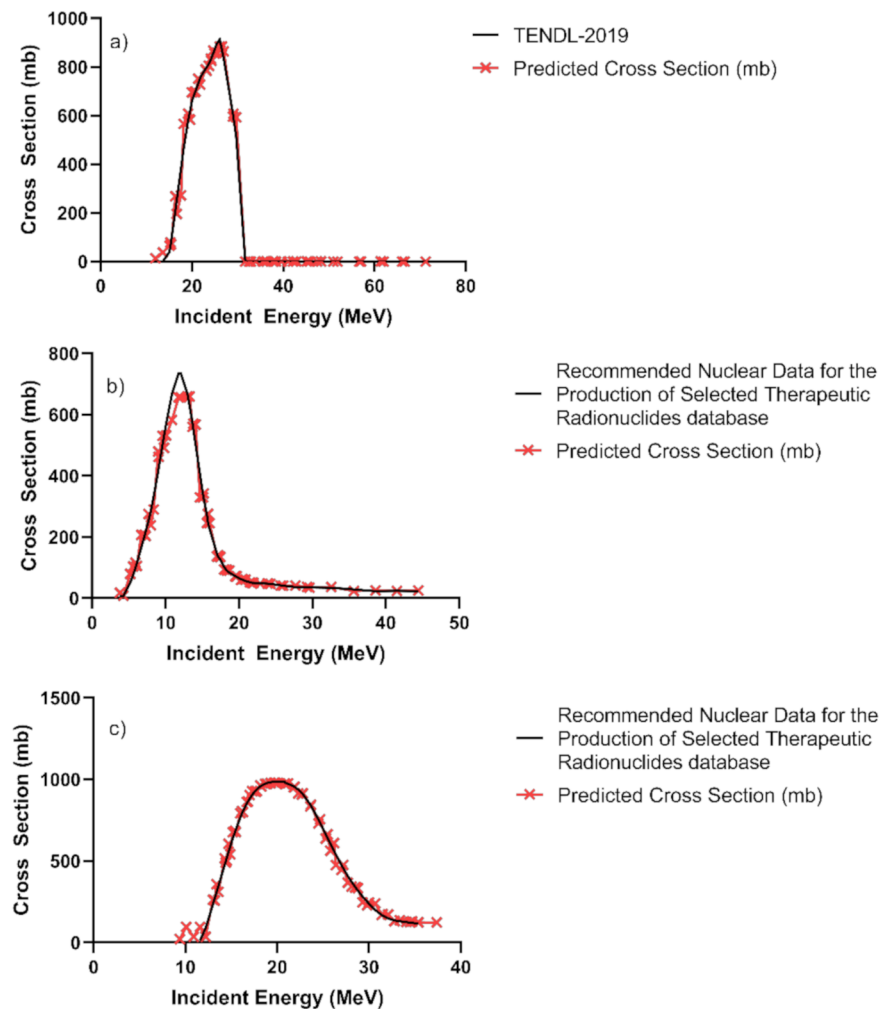 a)
1000
800
600
400
200
0
Cross Section (mb)
0 20 40 60 80
Incident Energy (MeV)
TENDL-2019
Predicted Cross Section (mb)
b)
800
600
400
200
0
Cross Section (mb)
0 10 20 30 40 50
Incident Energy (MeV)
Recommended Nuclear Data for the
Production of Selected Therapeutic
Radionuclides database
Predicted Cross Section (mb)
c)
1500
1000
500
0
Cross Section (mb)
0 10 20 30 40
Incident Energy (MeV)
Recommended Nuclear Data for the
Production of Selected Therapeutic
Radionuclides database
Predicted Cross Section (mb)